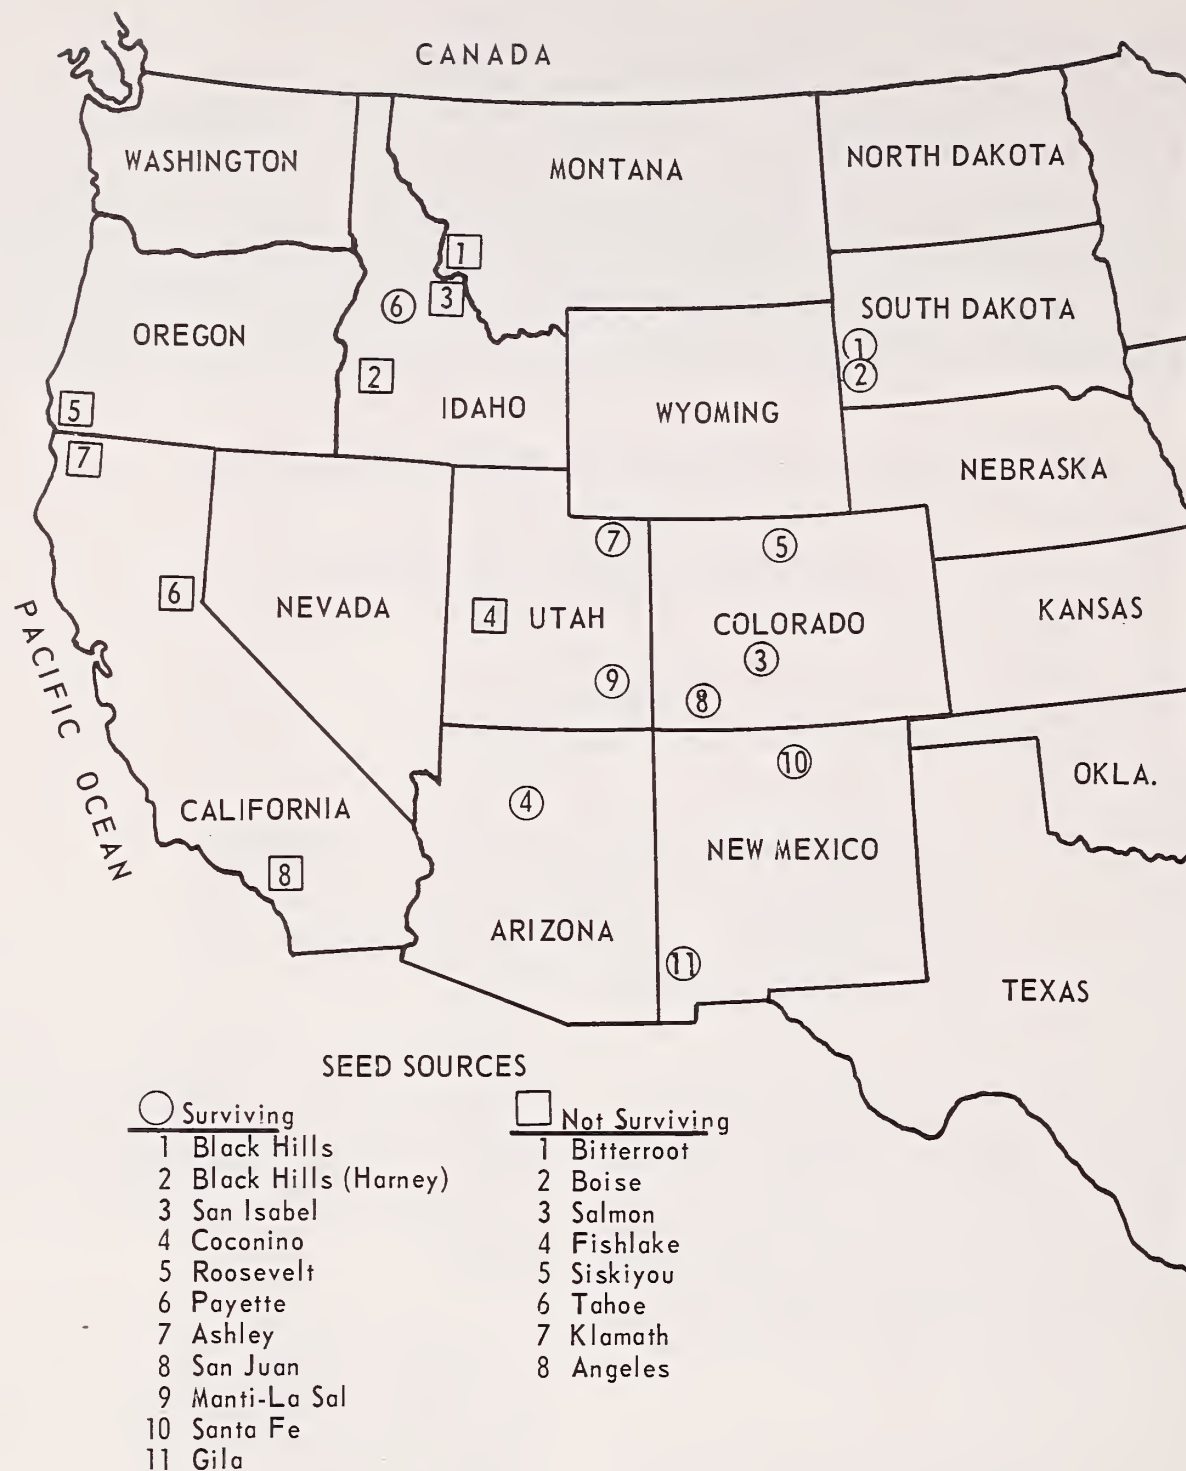 CANADA
WASHINGTON
MONTANA
NORTH DAKOTA
1
6
3
OREGON
SOUTH DAKOTA
1
2
2
5
IDAHO
WYOMING
7
NEBRASKA
7
5
6
NEVADA
4
UTAH
COLORADO
KANSAS
3
9
8
PACIFIC OCEAN
10
OKLA.
CALIFORNIA
4
NEW MEXICO
8
ARIZONA
11
TEXAS
SEED SOURCES
Surviving
1 Black Hills
2 Black Hills (Harney)
3 San Isabel
4 Coconino
5 Roosevelt
6 Payette
7 Ashley
8 San Juan
9 Manti-La Sal
10 Santa Fe
11 Gila
Not Surviving
1 Bitterroot
2 Boise
3 Salmon
4 Fishlake
5 Siskiyou
6 Tahoe
7 Klamath
8 Angeles